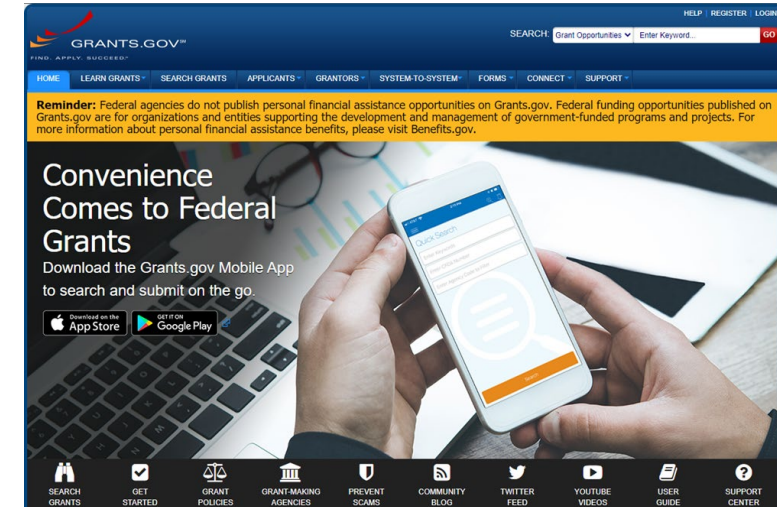 HELP | REGISTER | LOGIN
GRANTS.GOV℠
FIND. APPLY. SUCCEED.℠
SEARCH: Grant Opportunities Enter Keyword... GO
HOME LEARN GRANTS SEARCH GRANTS APPLICANTS GRANTORS SYSTEM-TO-SYSTEM FORMS CONNECT SUPPORT
Reminder: Federal agencies do not publish personal financial assistance opportunities on Grants.gov. Federal funding opportunities published on
Grants.gov are for organizations and entities supporting the development and management of government-funded programs and projects. For
more information about personal financial assistance benefits, please visit Benefits.gov.
Convenience
Comes to Federal
Grants
Download the Grants.gov Mobile App
to search and submit on the go.
Download on the
App Store
GET IT ON
Google Play
Quick Search
Enter Keywords
Search
SEARCH
GRANTS
GET
STARTED
GRANT
POLICIES
GRANT-MAKING
AGENCIES
PREVENT
SCAMS
COMMUNITY
BLOG
TWITTER
FEED
YOUTUBE
VIDEOS
USER
GUIDE
SUPPORT
CENTER